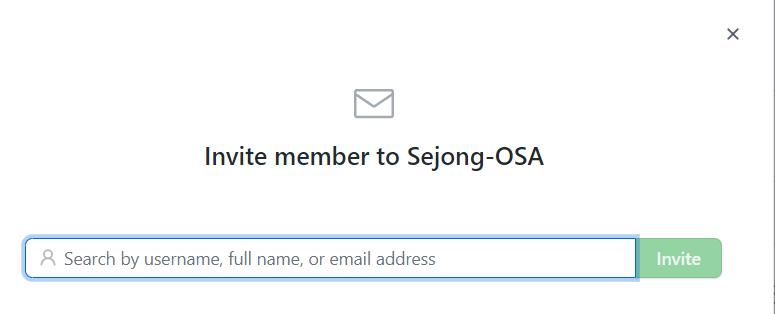 Invite member to Sejong-OSA
Search by username, full name, or email address
Invite